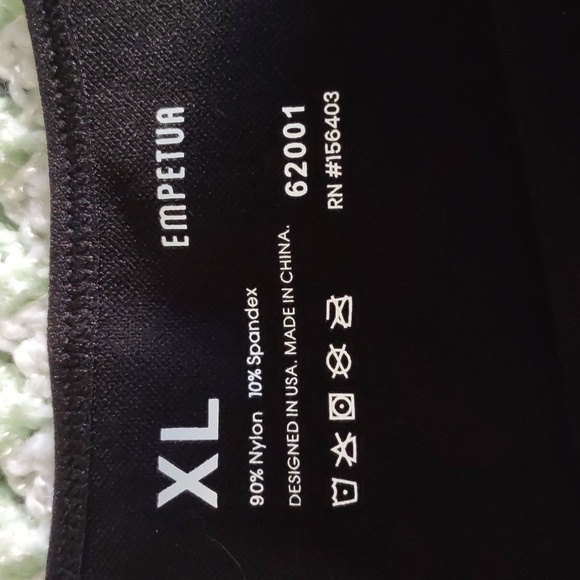 EMPETUA
XL
90% Nylon 10% Spandex
62001
DESIGNED IN USA. MADE IN CHINA.
RN #156403